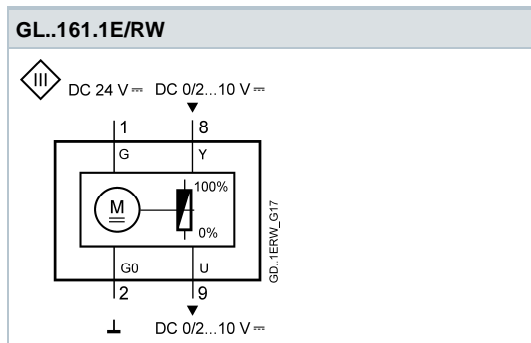 GL..161.1E/RW
III
DC 24 V ⎓ DC 0/2...10 V ⎓
1 8
G Y
100%
M
0%
G0 U
2 9
DC 0/2...10 V ⎓
GD..1ERW_G17